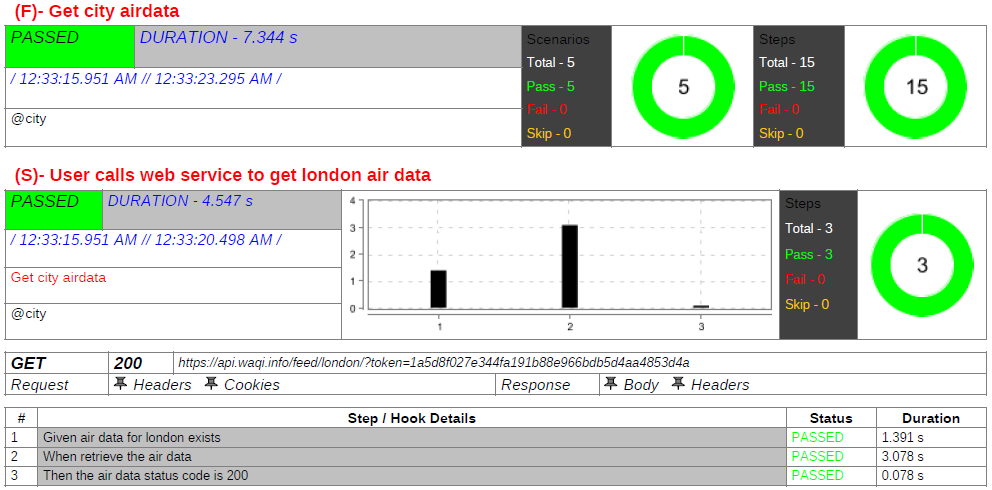 (F)- Get city airdata
PASSED DURATION - 7.344 s
/ 12:33:15.951 AM // 12:33:23.295 AM /
@city
Scenarios
Total - 5
Pass - 5
Fail - 0
Skip - 0
5
Steps
Total - 15
Pass - 15
Fail - 0
Skip - 0
15
(S)- User calls web service to get london air data
PASSED DURATION - 4.547 s
/ 12:33:15.951 AM // 12:33:20.498 AM /
Get city airdata
@city
4
3
2
1
0
1 2 3
Steps
Total - 3
Pass - 3
Fail - 0
Skip - 0
3
GET 200 https://api.waqi.info/feed/london/?token=1a5d8f027e344fa191b88e966bdb5d4aa4853d4a
Request Headers Cookies Response Body Headers
# Step / Hook Details Status Duration
1 Given air data for london exists PASSED 1.391 s
2 When retrieve the air data PASSED 3.078 s
3 Then the air data status code is 200 PASSED 0.078 s